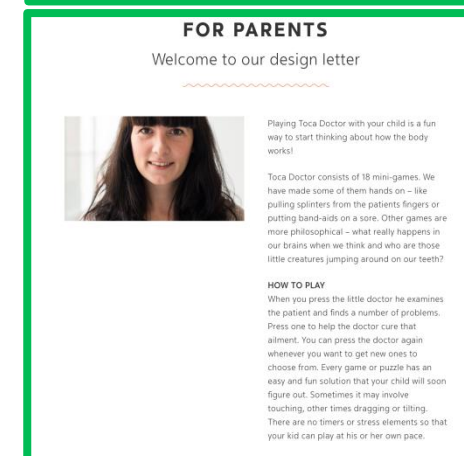 FOR PARENTS
Welcome to our design letter
Playing Toca Doctor with your child is a fun
way to start thinking about how the body
works!
Toca Doctor consists of 18 mini-games. We
have made some of them hands on – like
pulling splinters from the patients fingers or
putting band-aids on a sore. Other games are
more philosophical – what really happens in
our brains when we think and who are those
little creatures jumping around on our teeth?
HOW TO PLAY
When you press the little doctor he examines
the patient and finds a number of problems.
Press one to help the doctor cure that
ailment. You can press the doctor again
whenever you want to get new ones to
choose from. Every game or puzzle has an
easy and fun solution that your child will soon
figure out. Sometimes it may involve
touching, other times dragging or tilting.
There are no timers or stress elements so that
your kid can play at his or her own pace.